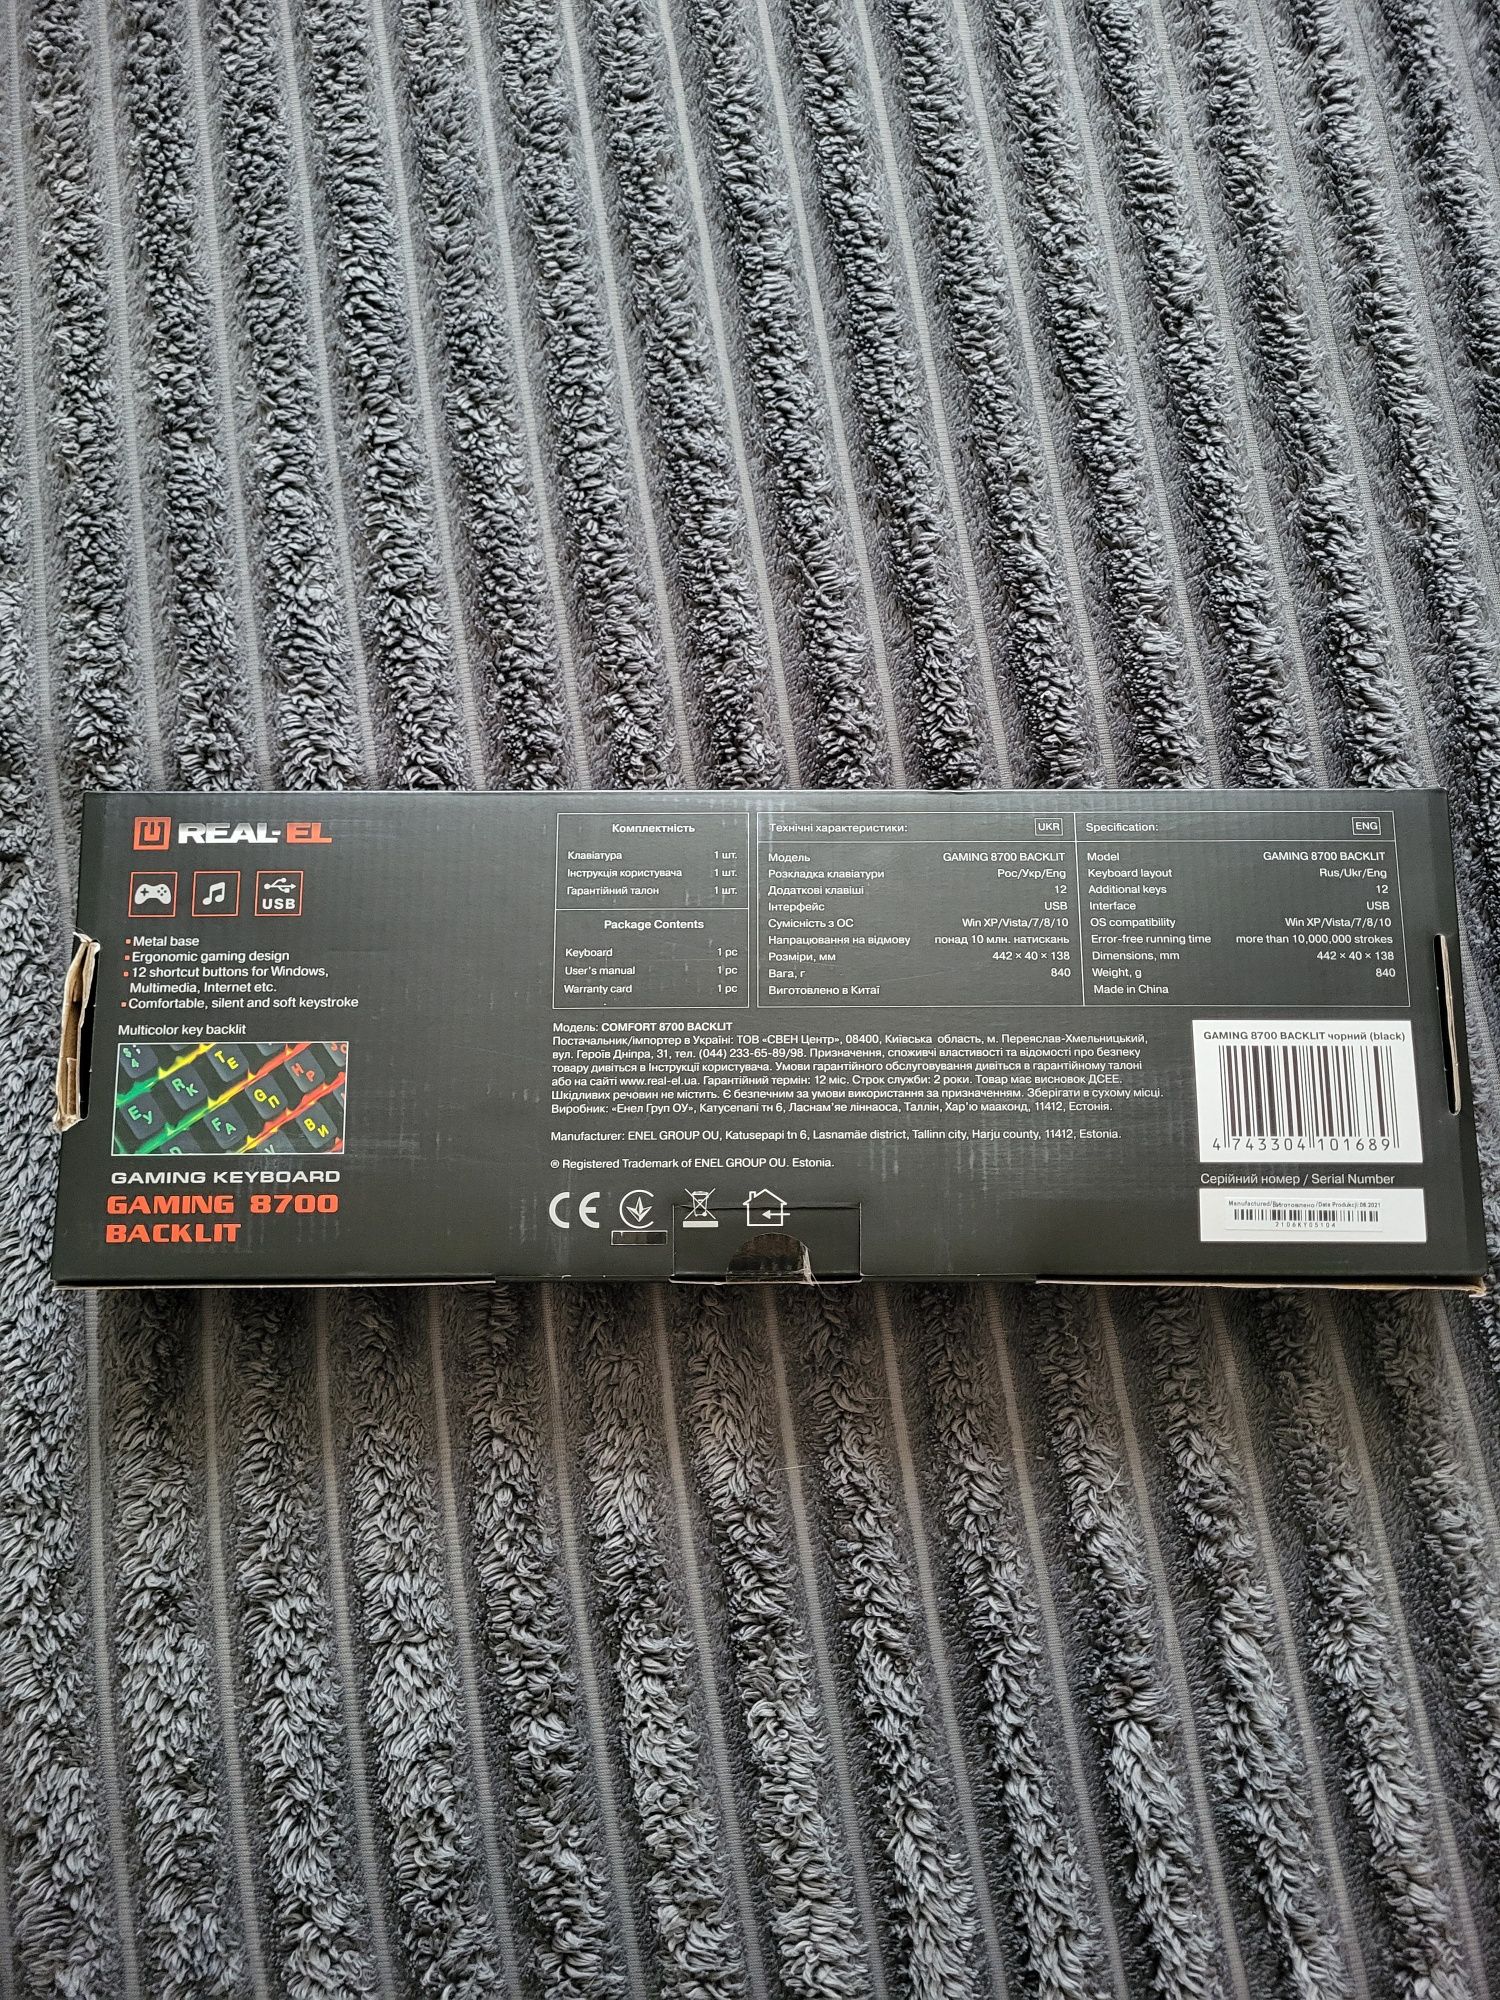 REAL-EL
USB
Metal base
Ergonomic gaming design
12 shortcut buttons for Windows,
Multimedia, Internet etc.
Comfortable, silent and soft keystroke
Multicolor key backlit
GAMING KEYBOARD
GAMING 8700
BACKLIT
Комплектність
Клавіатура 1 шт.
Інструкція користувача 1 шт.
Гарантійний талон 1 шт.
Package Contents
Keyboard 1 pc
User's manual 1 pc
Warranty card 1 pc
Технічні характеристики: UKR
Модель GAMING 8700 BACKLIT
Розкладка клавіатури Рос/Укр/Eng
Додаткові клавіші 12
Інтерфейс USB
Сумісність з ОС Win XP/Vista/7/8/10
Напрацювання на відмову понад 10 млн. натискань
Розміри, мм 442 × 40 × 138
Вага, г 840
Виготовлено в Китаї
Specification: ENG
Model GAMING 8700 BACKLIT
Keyboard layout Rus/Ukr/Eng
Additional keys 12
Interface USB
OS compatibility Win XP/Vista/7/8/10
Error-free running time more than 10,000,000 strokes
Dimensions, mm 442 × 40 × 138
Weight, g 840
Made in China
Модель: COMFORT 8700 BACKLIT
Постачальник/імпортер в Україні: ТОВ «СВЕН Центр», 08400, Київська область, м. Переяслав-Хмельницький,
вул. Героїв Дніпра, 31, тел. (044) 233-65-89/98. Призначення, споживчі властивості та відомості про безпеку
товару дивіться в Інструкції користувача. Умови гарантійного обслуговування дивіться в гарантійному талоні
або на сайті www.real-el.ua. Гарантійний термін: 12 міс. Строк служби: 2 роки. Товар має висновок ДСЕЕ.
Шкідливих речовин не містить. Є безпечним за умови використання за призначенням. Зберігати в сухому місці.
Виробник: «Енел Груп ОУ», Катусепапі тн 6, Ласнам'яе ліннаоса, Таллін, Хар'ю мааконд, 11412, Естонія.
Manufacturer: ENEL GROUP OU, Katusepapi tn 6, Lasnamäe district, Tallinn city, Harju county, 11412, Estonia.
® Registered Trademark of ENEL GROUP OU. Estonia.
CE
GAMING 8700 BACKLIT чорний (black)
4 743304 101689
Серійний номер / Serial Number
Manufactured/Виготовлено/Data Produkcji:06.2021
2106KY05104